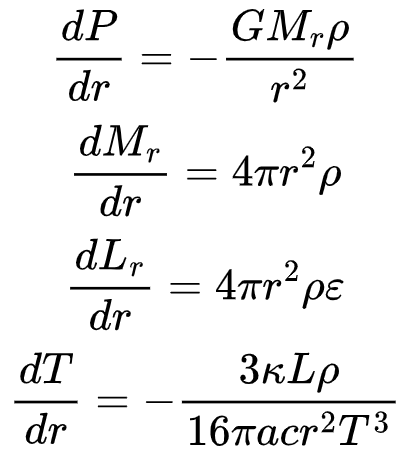 dP/dr = −GM_rρ/r²
dM_r/dr = 4πr²ρ
dL_r/dr = 4πr²ρε
dT/dr = −3κLρ/16πacr²T³